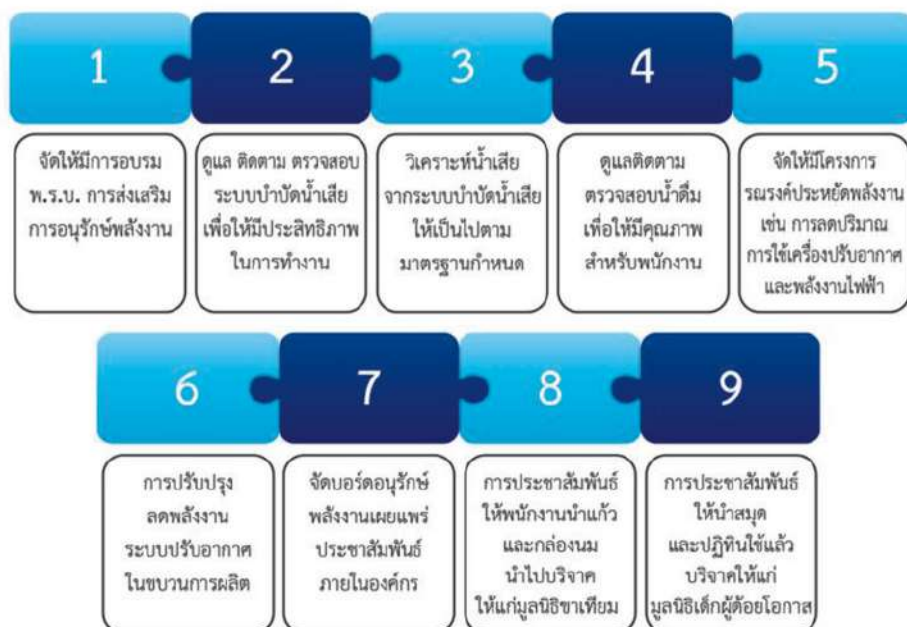 1
2
3
4
5
จัดให้มีการอบรม
พ.ร.บ. การส่งเสริม
การอนุรักษ์พลังงาน
ดูแล ติดตาม ตรวจสอบ
ระบบบำบัดน้ำเสีย
เพื่อให้มีประสิทธิภาพ
ในการทำงาน
วิเคราะห์น้ำเสีย
จากระบบบำบัดน้ำเสีย
ให้เป็นไปตาม
มาตรฐานกำหนด
ดูแลติดตาม
ตรวจสอบน้ำดื่ม
เพื่อให้มีคุณภาพ
สำหรับพนักงาน
จัดให้มีโครงการ
รณรงค์ประหยัดพลังงาน
เช่น การลดปริมาณ
การใช้เครื่องปรับอากาศ
และพลังงานไฟฟ้า
6
7
8
9
การปรับปรุง
ลดพลังงาน
ระบบปรับอากาศ
ในขบวนการผลิต
จัดบอร์ดอนุรักษ์
พลังงานเผยแพร่
ประชาสัมพันธ์
ภายในองค์กร
การประชาสัมพันธ์
ให้พนักงานนำแก้ว
และกล่องนม
นำไปบริจาค
ให้แก่มูลนิธิขาเทียม
การประชาสัมพันธ์
ให้นำสมุด
และปฏิทินใช้แล้ว
บริจาคให้แก่
มูลนิธิเด็กผู้ด้อยโอกาส